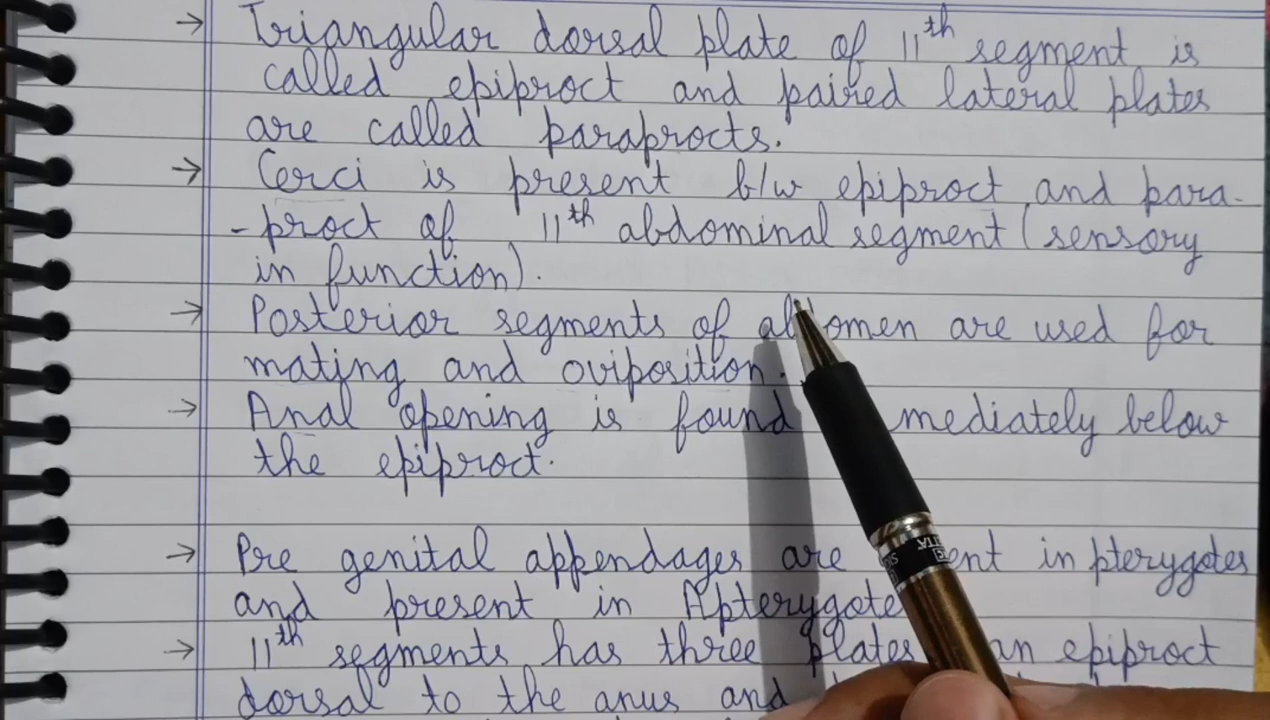 → Triangular dorsal plate of 11th segment is
called epiproct and paired lateral plates
are called paraprocts.
→ Cerci is present b/w epiproct and para-
-proct of 11th abdominal segment (sensory
in function).
→ Posterior segments of abdomen are used for
mating and oviposition.
→ Anal opening is found mediately below
the epiproct.
→ Pre genital appendages are ent in pterygotes
and present in Apterygote
→ 11th segments has three plates an epiproct
dorsal to the anus and